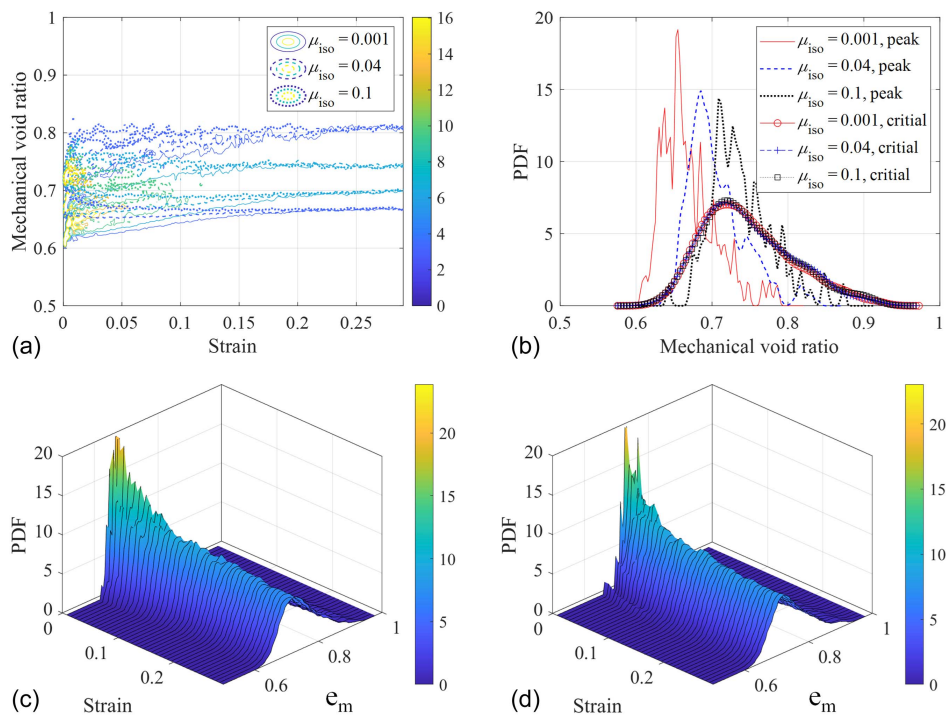 1
0.9
0.8
0.7
0.6
0.5
Mechanical void ratio
0
0.05
0.1
0.15
0.2
0.25
Strain
(a)
μiso = 0.001
μiso = 0.04
μiso = 0.1
16
14
12
10
8
6
4
2
0
20
15
10
5
0
PDF
0.5
0.6
0.7
0.8
0.9
1
Mechanical void ratio
(b)
μiso = 0.001, peak
μiso = 0.04, peak
μiso = 0.1, peak
μiso = 0.001, critial
μiso = 0.04, critial
μiso = 0.1, critial
20
15
10
5
0
PDF
0
0.1
0.2
Strain
0.6
0.8
1
em
(c)
20
15
10
5
0
20
15
10
5
0
PDF
0
0.1
0.2
Strain
0.6
0.8
1
em
(d)
20
15
10
5
0